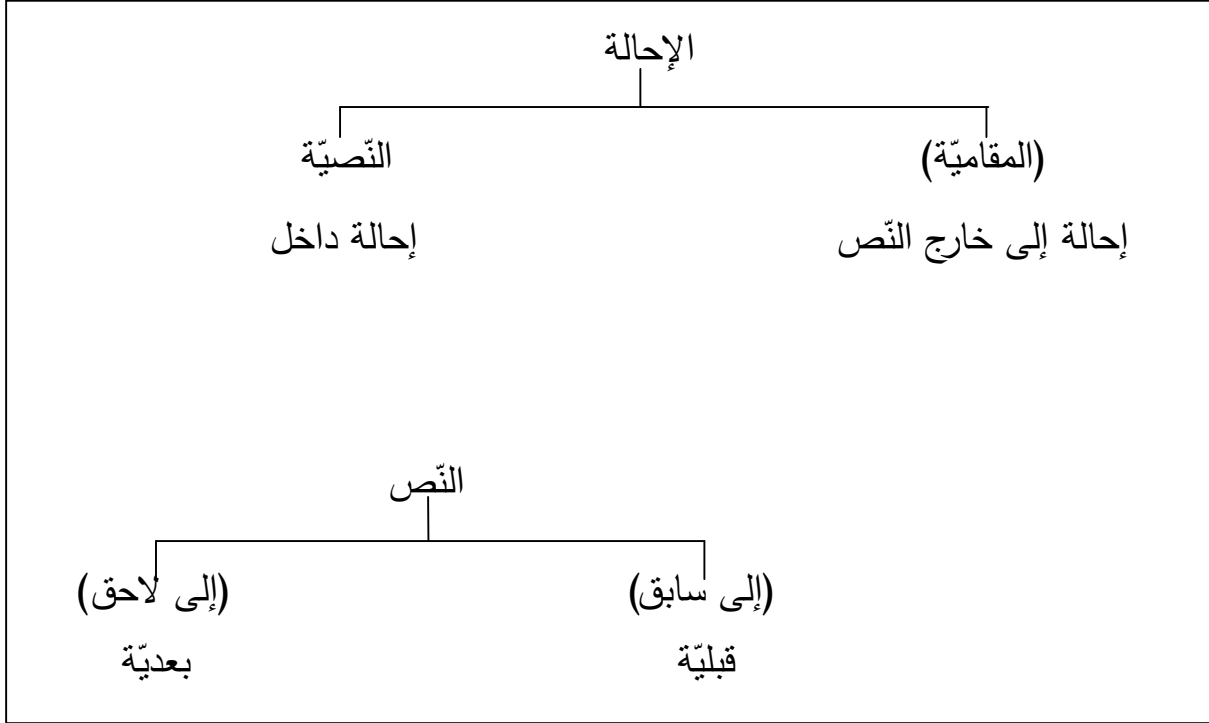 الإحالة
(المقاميّة)
النّصيّة
إحالة إلى خارج النّص
إحالة داخل
النّص
(إلى سابق)
(إلى لاحق)
قبليّة
بعديّة